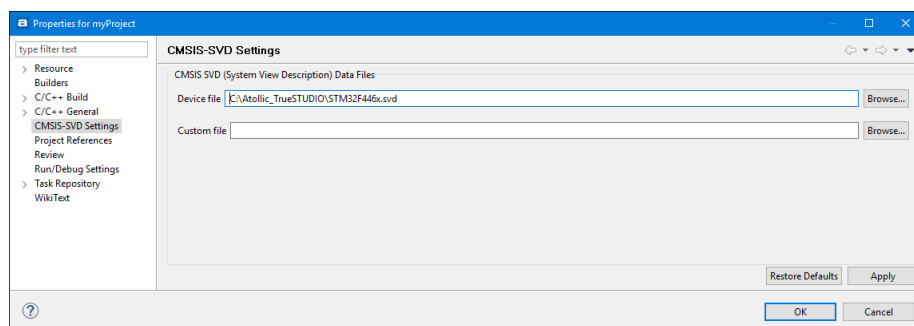 Properties for myProject
type filter text
CMSIS-SVD Settings
Resource
Builders
C/C++ Build
C/C++ General
CMSIS-SVD Settings
Project References
Review
Run/Debug Settings
Task Repository
WikiText
CMSIS SVD (System View Description) Data Files
Device file C:\Atollic_TrueSTUDIO\STM32F446x.svd Browse...
Custom file Browse...
Restore Defaults Apply
? OK Cancel